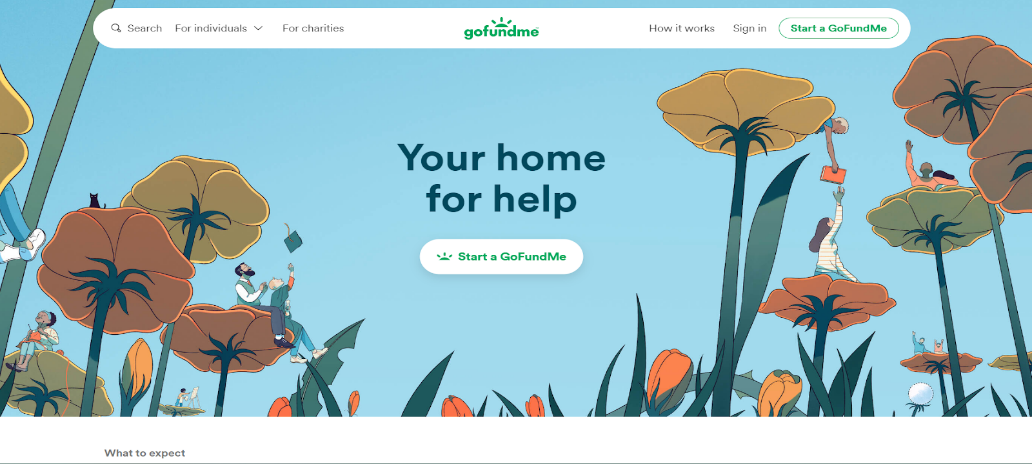 Search
For individuals
For charities
gofundme
How it works
Sign in
Start a GoFundMe
Your home
for help
Start a GoFundMe
What to expect